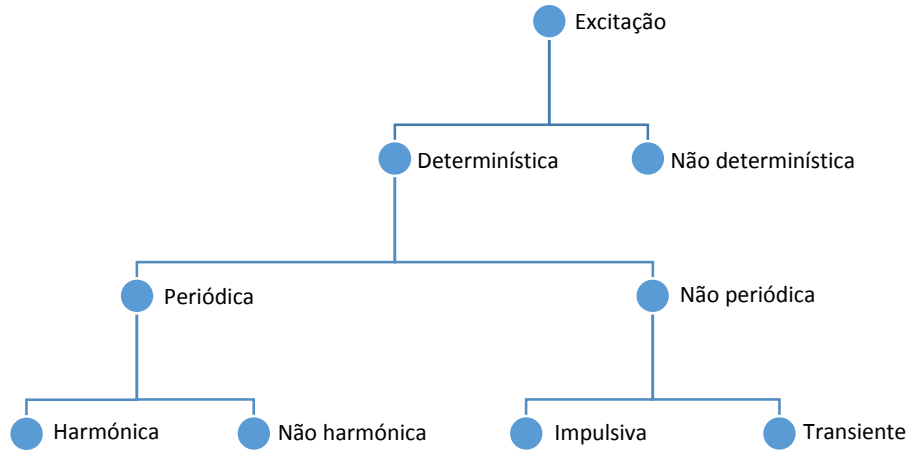 Excitação
Determinística
Não determinística
Periódica
Não periódica
Harmónica
Não harmónica
Impulsiva
Transiente